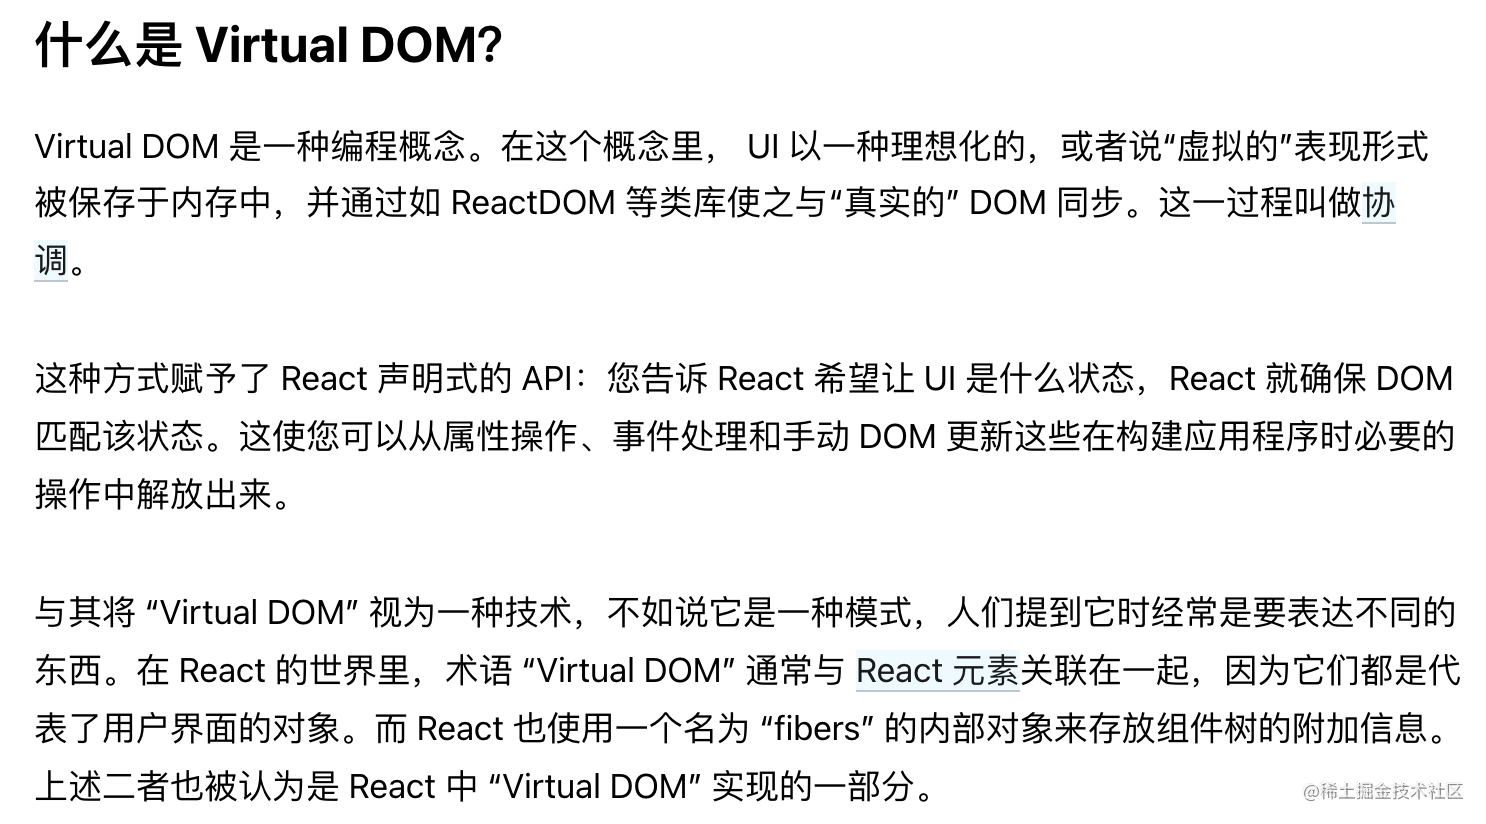 什么是 Virtual DOM？
Virtual DOM 是一种编程概念。在这个概念里， UI 以一种理想化的，或者说“虚拟的”表现形式
被保存于内存中，并通过如 ReactDOM 等类库使之与“真实的” DOM 同步。这一过程叫做协
调。
这种方式赋予了 React 声明式的 API：您告诉 React 希望让 UI 是什么状态，React 就确保 DOM
匹配该状态。这使您可以从属性操作、事件处理和手动 DOM 更新这些在构建应用程序时必要的
操作中解放出来。
与其将 “Virtual DOM” 视为一种技术，不如说它是一种模式，人们提到它时经常是要表达不同的
东西。在 React 的世界里，术语 “Virtual DOM” 通常与 React 元素关联在一起，因为它们都是代
表了用户界面的对象。而 React 也使用一个名为 “fibers” 的内部对象来存放组件树的附加信息。
上述二者也被认为是 React 中 “Virtual DOM” 实现的一部分。
@稀土掘金技术社区